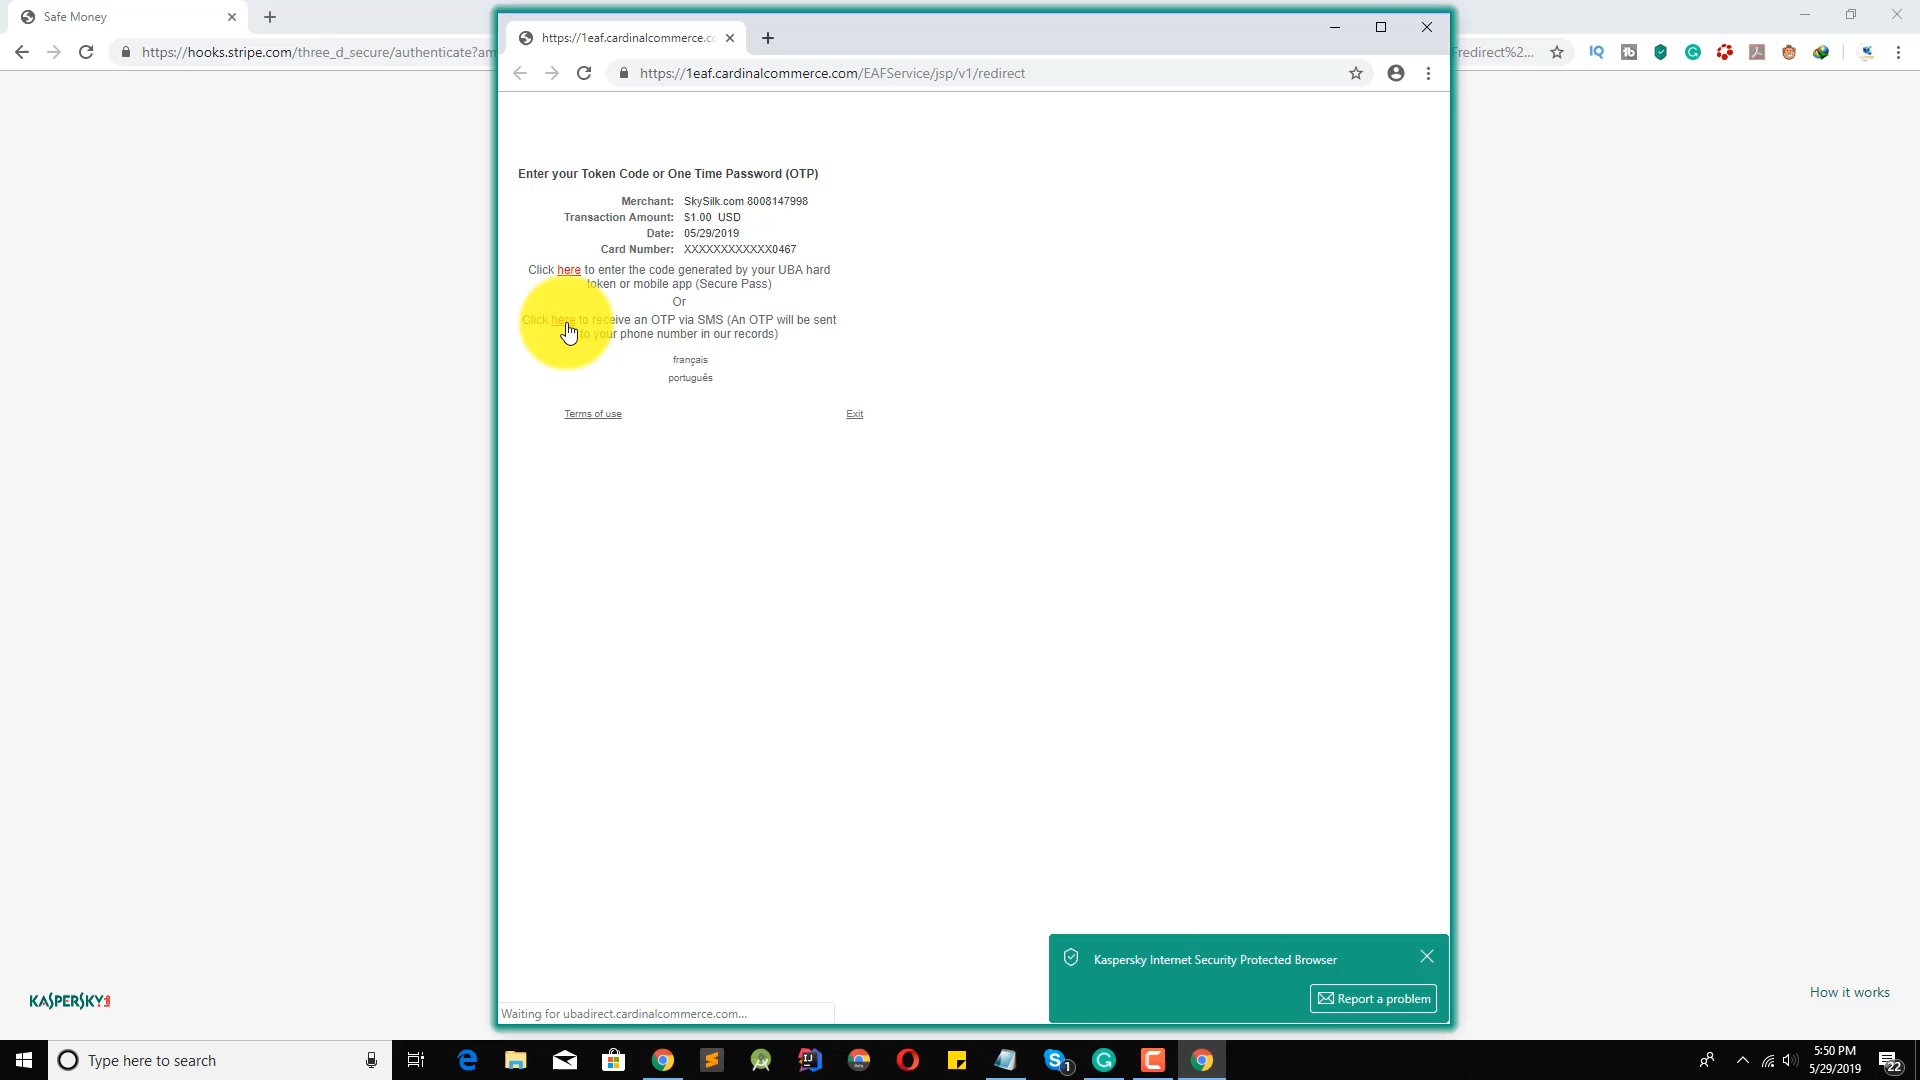 Safe Money
https://hooks.stripe.com/three_d_secure/authenticate?am
redirect%2...
https://1eaf.cardinalcommerce.cc
https://1eaf.cardinalcommerce.com/EAFService/jsp/v1/redirect
Enter your Token Code or One Time Password (OTP)
Merchant: SkySilk.com 8008147998
Transaction Amount: $1.00 USD
Date: 05/29/2019
Card Number: XXXXXXXXXXXX0467
Click here to enter the code generated by your UBA hard
token or mobile app (Secure Pass)
Or
Click here to receive an OTP via SMS (An OTP will be sent
to your phone number in our records)
français
português
Terms of use
Exit
Kaspersky Internet Security Protected Browser
Report a problem
KASPERSKY
How it works
Waiting for ubadirect.cardinalcommerce.com...
Type here to search
5:50 PM
5/29/2019
22